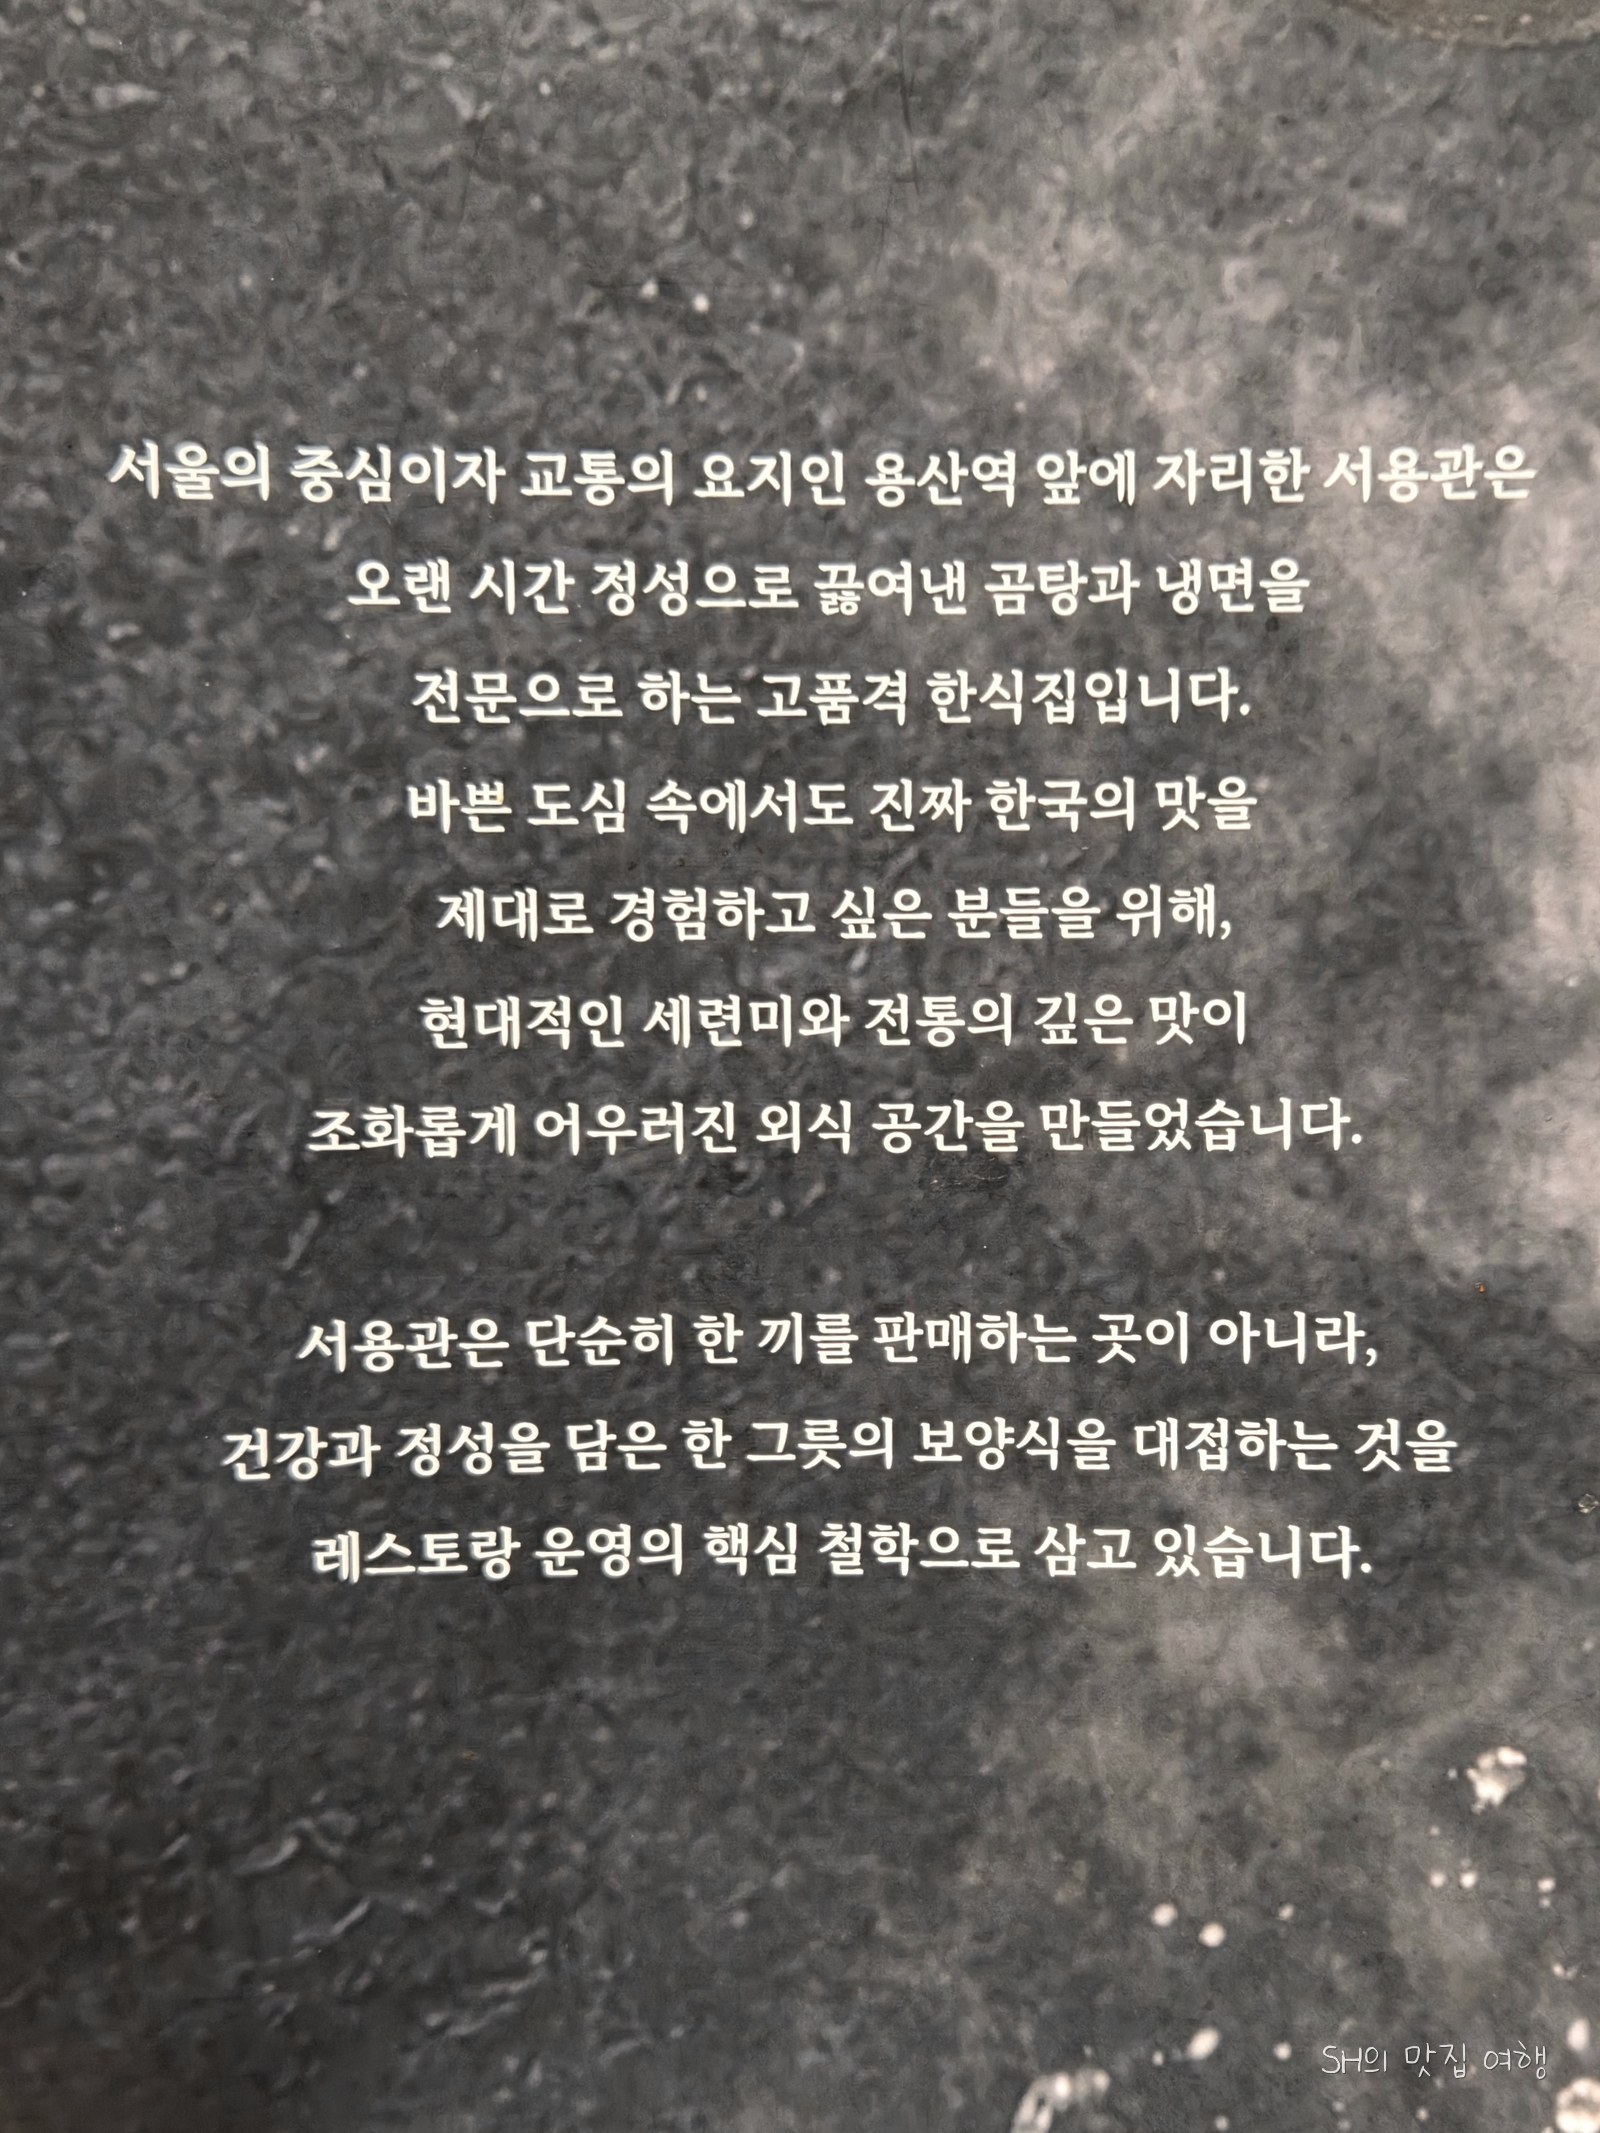 서울의 중심이자 교통의 요지인 용산역 앞에 자리한 서용관은
오랜 시간 정성으로 끓여낸 곰탕과 냉면을
전문으로 하는 고품격 한식집입니다.
바쁜 도심 속에서도 진짜 한국의 맛을
제대로 경험하고 싶은 분들을 위해,
현대적인 세련미와 전통의 깊은 맛이
조화롭게 어우러진 외식 공간을 만들었습니다.
서용관은 단순히 한 끼를 판매하는 곳이 아니라,
건강과 정성을 담은 한 그릇의 보양식을 대접하는 것을
레스토랑 운영의 핵심 철학으로 삼고 있습니다.
SH의 맛집 여행